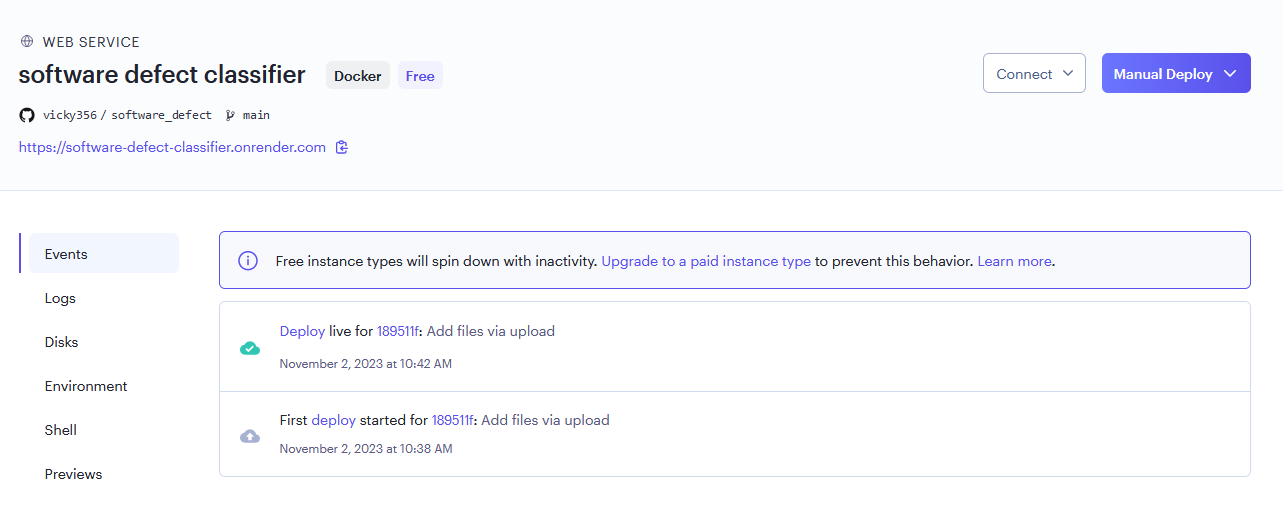 WEB SERVICE
software defect classifier Docker Free
Connect Manual Deploy
vicky356 / software_defect main
https://software-defect-classifier.onrender.com
Events
Logs
Disks
Environment
Shell
Previews
Free instance types will spin down with inactivity. Upgrade to a paid instance type to prevent this behavior. Learn more.
Deploy live for 189511f: Add files via upload
November 2, 2023 at 10:42 AM
First deploy started for 189511f: Add files via upload
November 2, 2023 at 10:38 AM